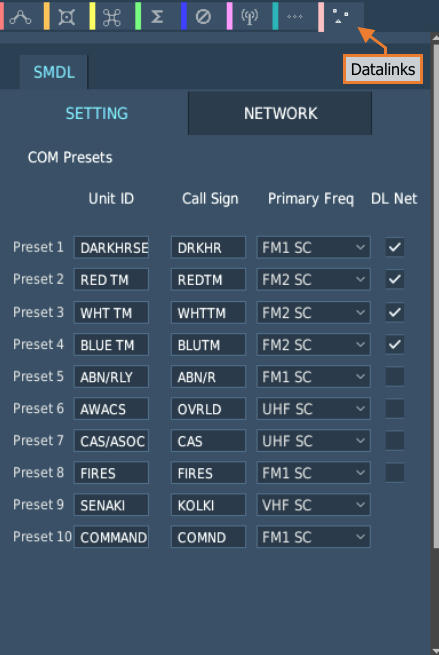 Datalinks
SMDL
SETTING NETWORK
COM Presets
Unit ID Call Sign Primary Freq DL Net
Preset 1 DARKHRSE DRKHR FM1 SC
Preset 2 RED TM REDTM FM2 SC
Preset 3 WHT TM WHTTM FM2 SC
Preset 4 BLUE TM BLUTM FM2 SC
Preset 5 ABN/RLY ABN/R FM1 SC
Preset 6 AWACS OVRLD UHF SC
Preset 7 CAS/ASOC CAS UHF SC
Preset 8 FIRES FIRES FM1 SC
Preset 9 SENAKI KOLKI VHF SC
Preset 10 COMMAND COMND FM1 SC